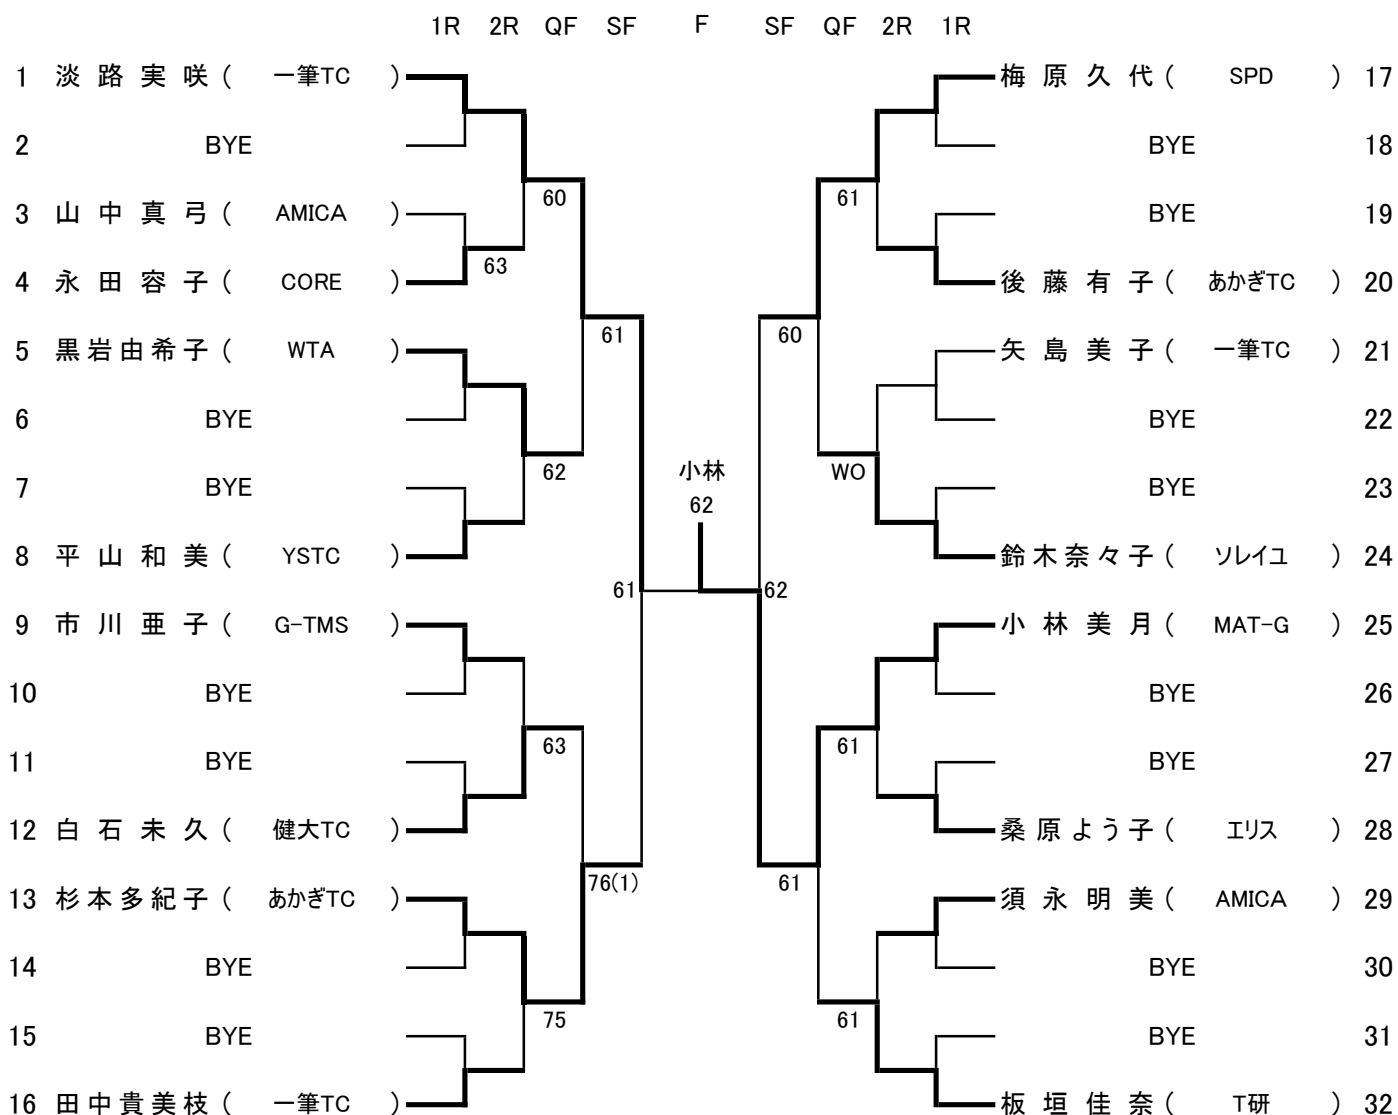 1R 2R QF SF F SF QF 2R 1R
1 淡路実咲 ( 一筆TC ) 梅原久代 ( SPD ) 17
2 BYE BYE 18
60 61
3 山中真弓 ( AMICA ) BYE 19
63
4 永田容子 ( CORE ) 後藤有子 ( あかぎTC ) 20
61 60
5 黒岩由希子 ( WTA ) 矢島美子 ( 一筆TC ) 21
6 BYE BYE 22
62 小林 WO
7 BYE BYE 23
62
8 平山和美 ( YSTC ) 鈴木奈々子 ( ソレイユ ) 24
61 62
9 市川亜子 ( G-TMS ) 小林美月 ( MAT-G ) 25
10 BYE BYE 26
63 61
11 BYE BYE 27
12 白石未久 ( 健大TC ) 桑原よう子 ( エリス ) 28
76(1) 61
13 杉本多紀子 ( あかぎTC ) 須永明美 ( AMICA ) 29
14 BYE BYE 30
75 61
15 BYE BYE 31
16 田中貴美枝 ( 一筆TC ) 板垣佳奈 ( T研 ) 32